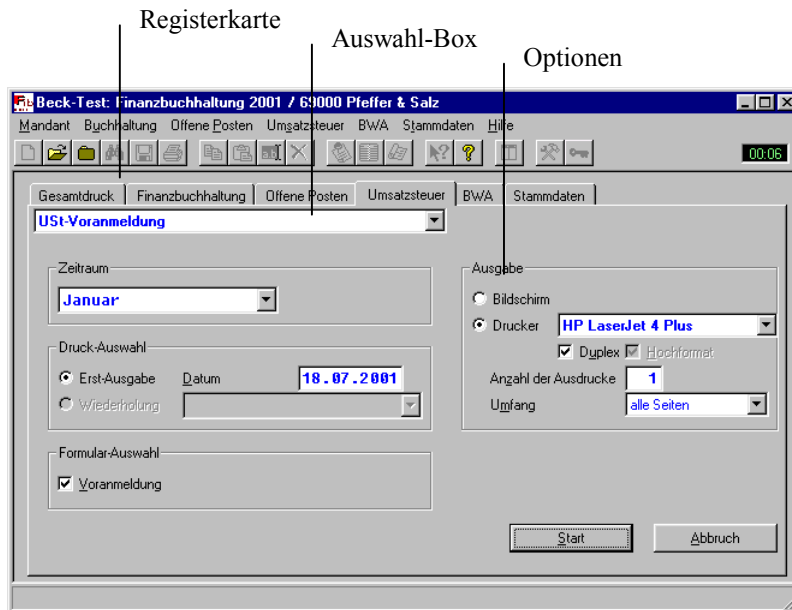 Registerkarte
Auswahl-Box
Optionen
Beck-Test: Finanzbuchhaltung 2001 / 69000 Pfeffer & Salz
Mandant Buchhaltung Offene Posten Umsatzsteuer BWA Stammdaten Hilfe
00:06
Gesamtdruck Finanzbuchhaltung Offene Posten Umsatzsteuer BWA Stammdaten
USt-Voranmeldung
Zeitraum
Januar
Druck-Auswahl
Erst-Ausgabe Datum 18.07.2001
Wiederholung
Formular-Auswahl
Voranmeldung
Ausgabe
Bildschirm
Drucker HP LaserJet 4 Plus
Duplex Hochformat
Anzahl der Ausdrucke 1
Umfang alle Seiten
Start Abbruch